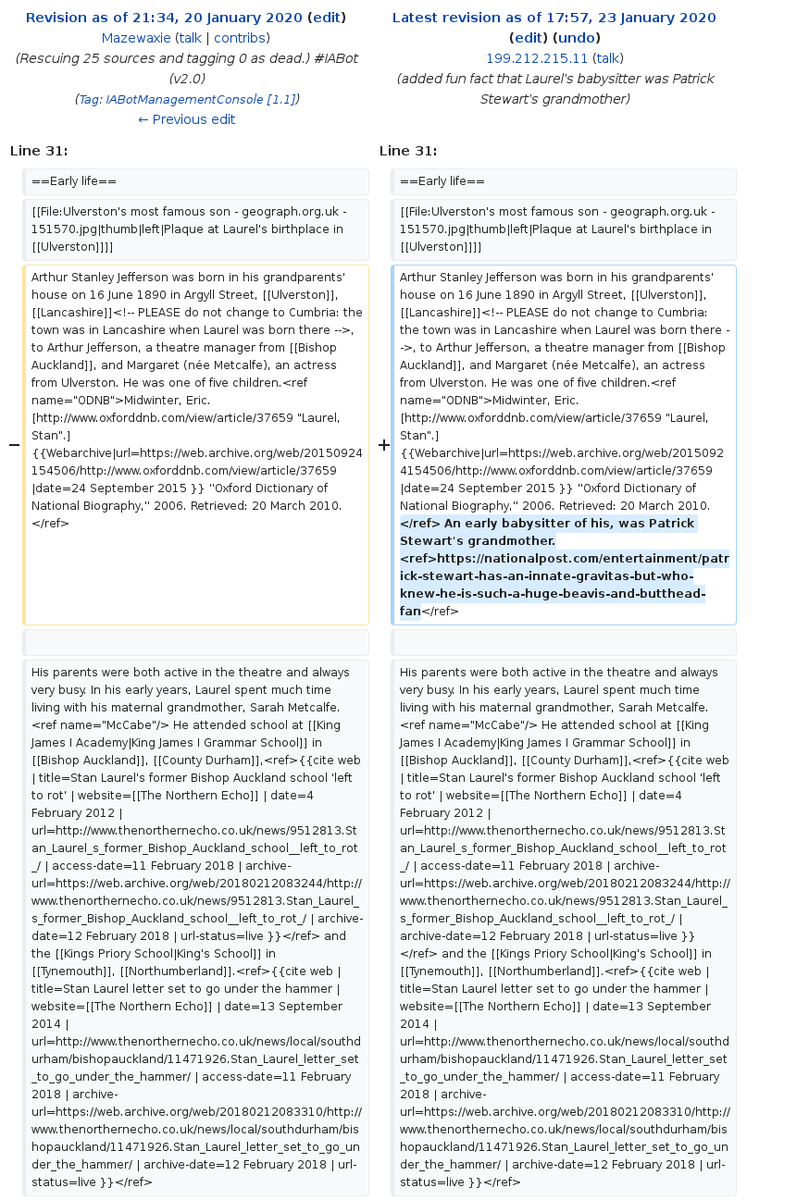 Revision as of 21:34, 20 January 2020 (edit)
Mazewaxie (talk | contribs)
(Rescuing 25 sources and tagging 0 as dead.) #IABot
(v2.0)
(Tag: IABotManagementConsole [1.1])
← Previous edit
Latest revision as of 17:57, 23 January 2020
(edit) (undo)
199.212.215.11 (talk)
(added fun fact that Laurel's babysitter was Patrick
Stewart's grandmother)
Line 31:
Line 31:
==Early life==
==Early life==
[[File:Ulverston's most famous son - geograph.org.uk -
151570.jpg|thumb|left|Plaque at Laurel's birthplace in
[[Ulverston]]]]
[[File:Ulverston's most famous son - geograph.org.uk -
151570.jpg|thumb|left|Plaque at Laurel's birthplace in
[[Ulverston]]]]
−
Arthur Stanley Jefferson was born in his grandparents'
house on 16 June 1890 in Argyll Street, [[Ulverston]],
[[Lancashire]]<!-- PLEASE do not change to Cumbria: the
town was in Lancashire when Laurel was born there -->,
to Arthur Jefferson, a theatre manager from [[Bishop
Auckland]], and Margaret (née Metcalfe), an actress
from Ulverston. He was one of five children.<ref
name="ODNB">Midwinter, Eric.
[http://www.oxforddnb.com/view/article/37659 "Laurel,
Stan".]
{{Webarchive|url=https://web.archive.org/web/20150924
154506/http://www.oxforddnb.com/view/article/37659
|date=24 September 2015 }} "Oxford Dictionary of
National Biography," 2006. Retrieved: 20 March 2010.
</ref>
+
Arthur Stanley Jefferson was born in his grandparents'
house on 16 June 1890 in Argyll Street, [[Ulverston]],
[[Lancashire]]<!-- PLEASE do not change to Cumbria:
the town was in Lancashire when Laurel was born there -
->, to Arthur Jefferson, a theatre manager from [[Bishop
Auckland]], and Margaret (née Metcalfe), an actress
from Ulverston. He was one of five children.<ref
name="ODNB">Midwinter, Eric.
[http://www.oxforddnb.com/view/article/37659 "Laurel,
Stan".]
{{Webarchive|url=https://web.archive.org/web/2015092
4154506/http://www.oxforddnb.com/view/article/37659
|date=24 September 2015 }} "Oxford Dictionary of
National Biography," 2006. Retrieved: 20 March 2010.
</ref> An early babysitter of his, was Patrick
Stewart's grandmother.
<ref>https://nationalpost.com/entertainment/patr
ick-stewart-has-an-innate-gravitas-but-who-
knew-he-is-such-a-huge-beavis-and-butthead-
fan</ref>
His parents were both active in the theatre and always
very busy. In his early years, Laurel spent much time
living with his maternal grandmother, Sarah Metcalfe.
<ref name="McCabe"/> He attended school at [[King
James I Academy|King James I Grammar School]] in
[[Bishop Auckland]], [[County Durham]],<ref>{{cite web
| title=Stan Laurel's former Bishop Auckland school 'left
to rot' | website=[[The Northern Echo]] | date=4
February 2012 |
url=http://www.thenorthernecho.co.uk/news/9512813.St
an_Laurel_s_former_Bishop_Auckland_school__left_to_rot
_/ | access-date=11 February 2018 | archive-
url=https://web.archive.org/web/20180212083244/http://
www.thenorthernecho.co.uk/news/9512813.Stan_Laurel_
s_former_Bishop_Auckland_school__left_to_rot_/ | archive-
date=12 February 2018 | url-status=live }}</ref> and
the [[Kings Priory School|King's School]] in
[[Tynemouth]], [[Northumberland]].<ref>{{cite web |
title=Stan Laurel letter set to go under the hammer |
website=[[The Northern Echo]] | date=13 September
2014 |
url=http://www.thenorthernecho.co.uk/news/local/southd
urham/bishopauckland/11471926.Stan_Laurel_letter_set
_to_go_under_the_hammer/ | access-date=11 February
2018 | archive-
url=https://web.archive.org/web/20180212083310/http://
www.thenorthernecho.co.uk/news/local/southdurham/bis
hopauckland/11471926.Stan_Laurel_letter_set_to_go_un
der_the_hammer/ | archive-date=12 February 2018 | url-
status=live }}</ref>
His parents were both active in the theatre and always
very busy. In his early years, Laurel spent much time
living with his maternal grandmother, Sarah Metcalfe.
<ref name="McCabe"/> He attended school at [[King
James I Academy|King James I Grammar School]] in
[[Bishop Auckland]], [[County Durham]],<ref>{{cite web
| title=Stan Laurel's former Bishop Auckland school 'left
to rot' | website=[[The Northern Echo]] | date=4
February 2012 |
url=http://www.thenorthernecho.co.uk/news/9512813.St
an_Laurel_s_former_Bishop_Auckland_school__left_to_rot
_/ | access-date=11 February 2018 | archive-
url=https://web.archive.org/web/20180212083244/http://
www.thenorthernecho.co.uk/news/9512813.Stan_Laurel_
s_former_Bishop_Auckland_school__left_to_rot_/ |
archive-date=12 February 2018 | url-status=live }}
</ref> and the [[Kings Priory School|King's School]] in
[[Tynemouth]], [[Northumberland]].<ref>{{cite web |
title=Stan Laurel letter set to go under the hammer |
website=[[The Northern Echo]] | date=13 September
2014 |
url=http://www.thenorthernecho.co.uk/news/local/southd
urham/bishopauckland/11471926.Stan_Laurel_letter_set
_to_go_under_the_hammer/ | access-date=11 February
2018 | archive-
url=https://web.archive.org/web/20180212083310/http://
www.thenorthernecho.co.uk/news/local/southdurham/bis
hopauckland/11471926.Stan_Laurel_letter_set_to_go_un
der_the_hammer/ | archive-date=12 February 2018 | url-
status=live }}</ref>